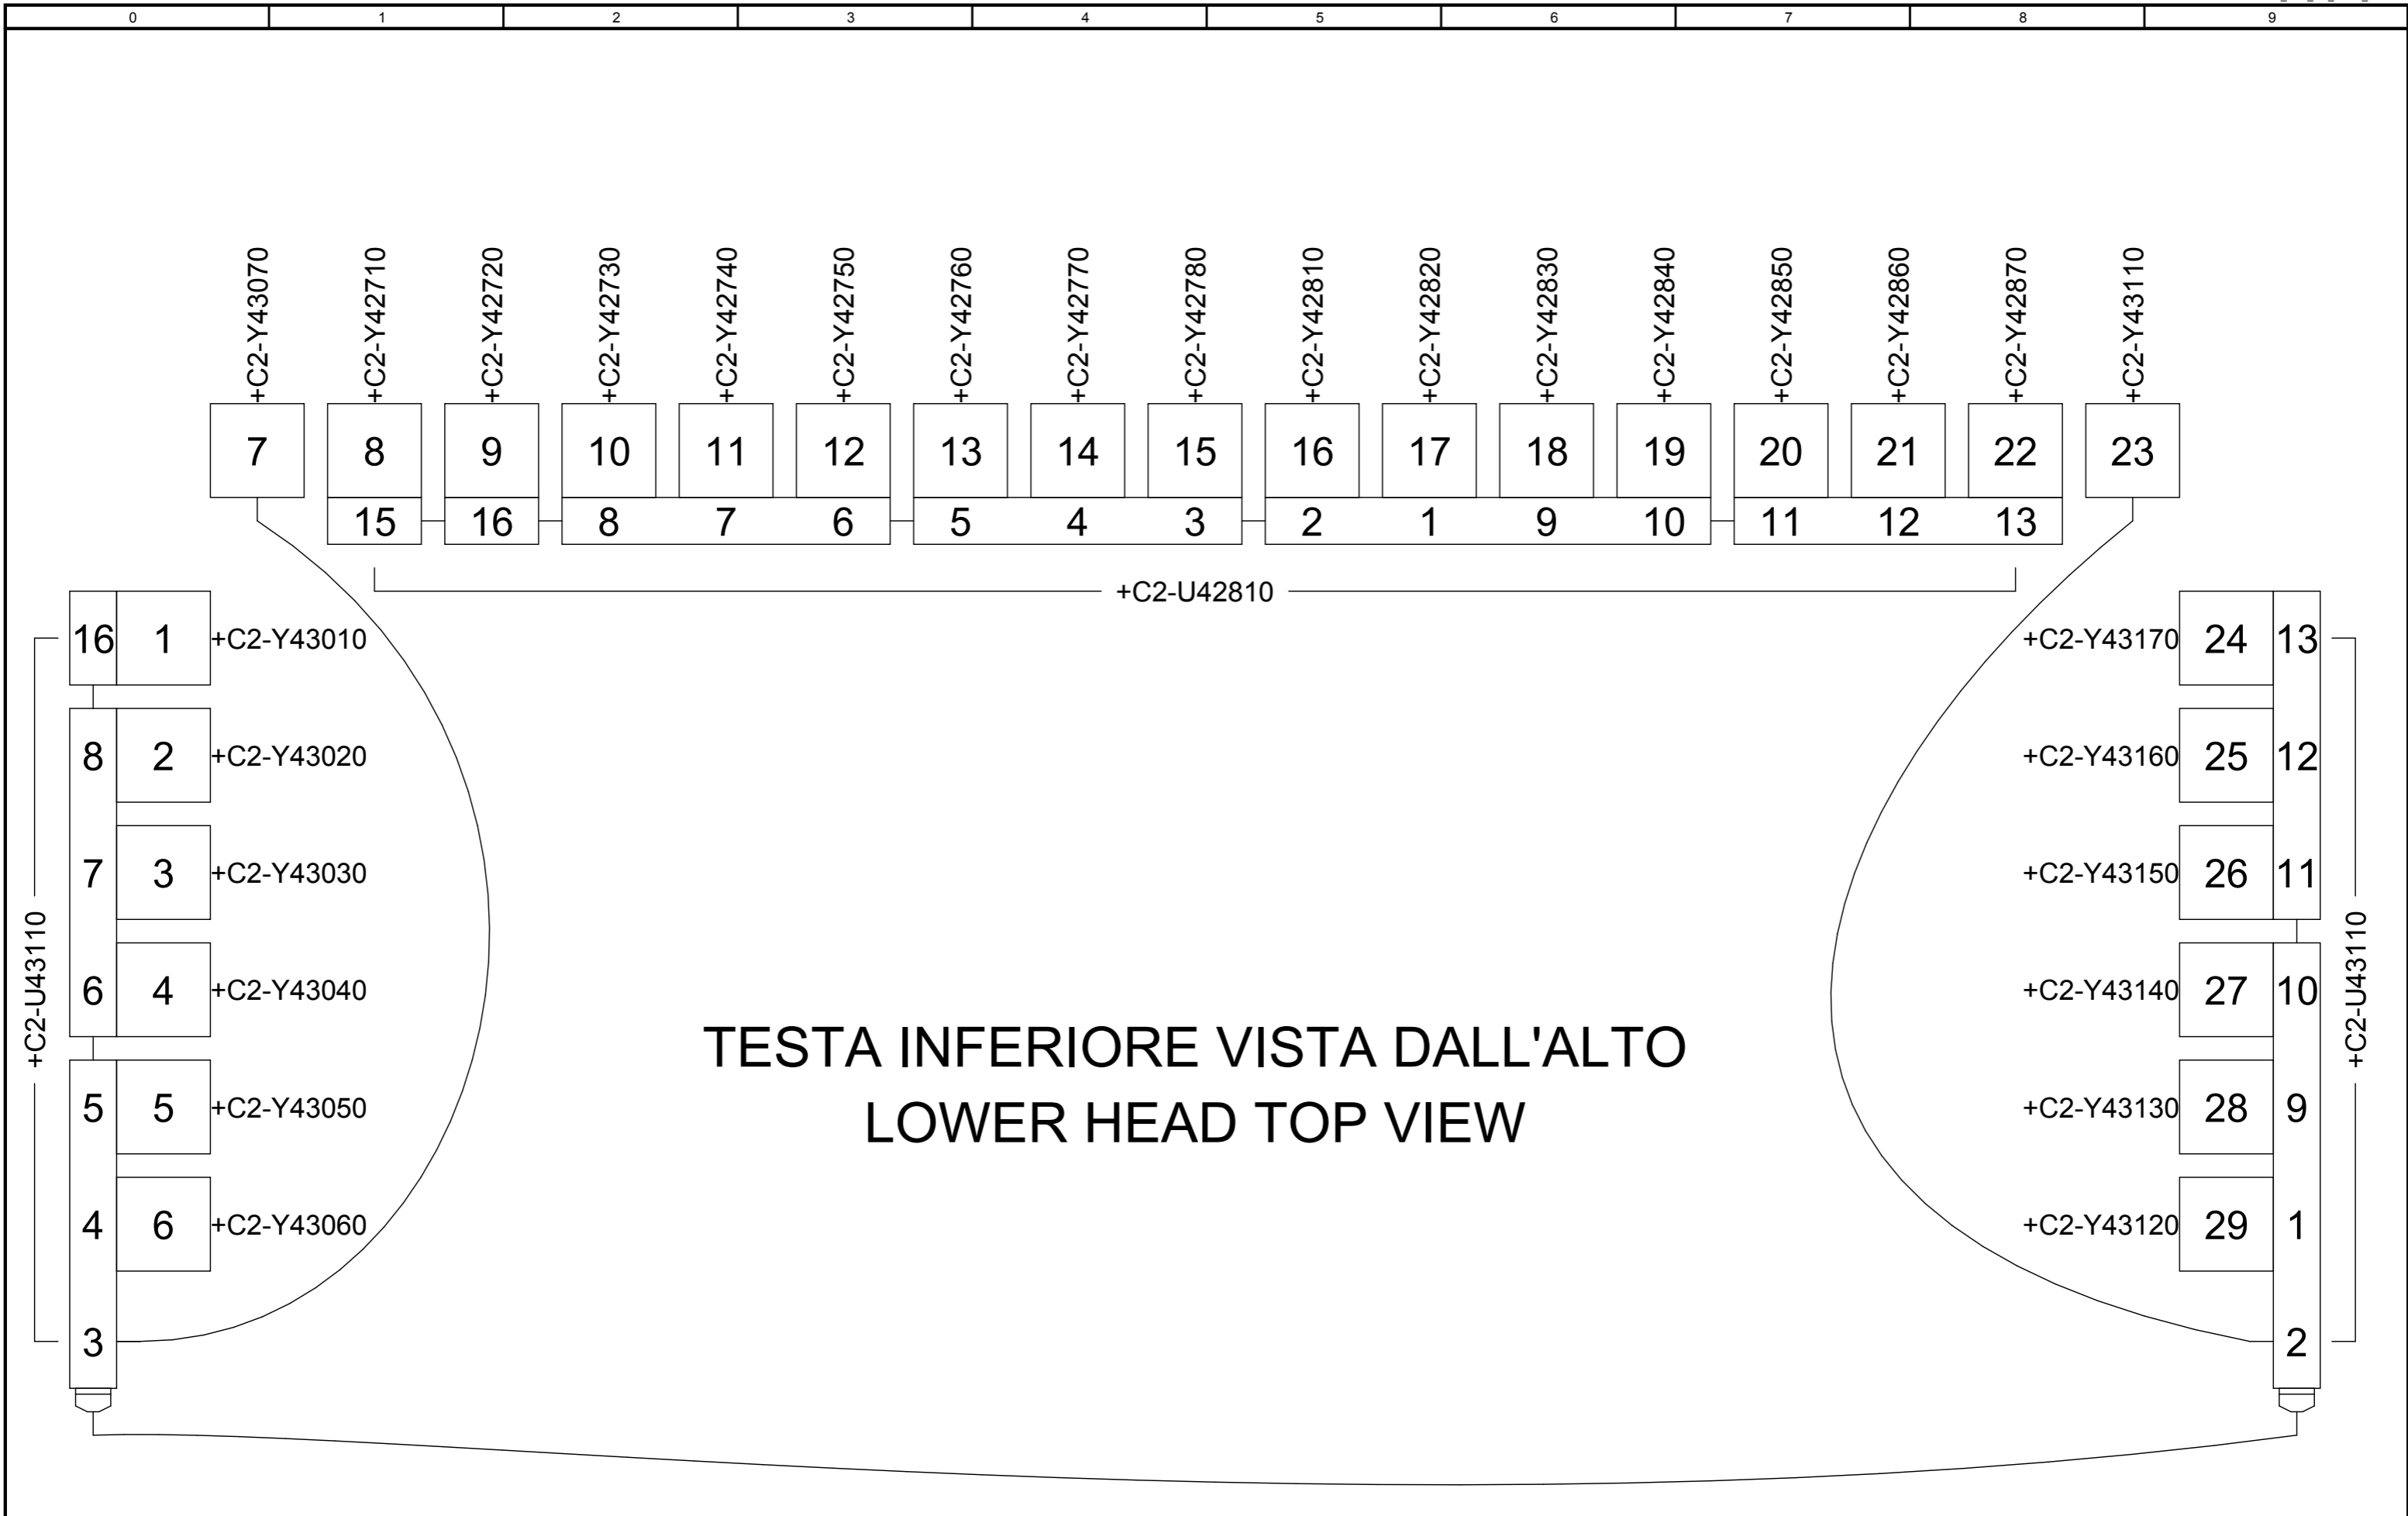 0 1 2 3 4 5 6 7 8 9
+C2-Y43070 +C2-Y42710 +C2-Y42720 +C2-Y42730 +C2-Y42740 +C2-Y42750 +C2-Y42760 +C2-Y42770 +C2-Y42780 +C2-Y42810 +C2-Y42820 +C2-Y42830 +C2-Y42840 +C2-Y42850 +C2-Y42860 +C2-Y42870 +C2-Y43110
7 8 9 10 11 12 13 14 15 16 17 18 19 20 21 22 23
15 16 8 7 6 5 4 3 2 1 9 10 11 12 13
+C2-U42810
16 1 +C2-Y43010 +C2-Y43170 24 13
8 2 +C2-Y43020 +C2-Y43160 25 12
7 3 +C2-Y43030 +C2-Y43150 26 11
+C2-U43110 +C2-U43110
6 4 +C2-Y43040 +C2-Y43140 27 10
TESTA INFERIORE VISTA DALL'ALTO
5 5 +C2-Y43050 +C2-Y43130 28 9
LOWER HEAD TOP VIEW
4 6 +C2-Y43060 +C2-Y43120 29 1
3 2